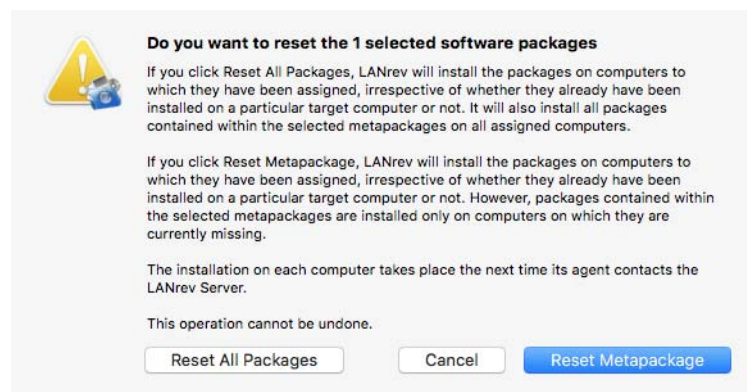 Do you want to reset the 1 selected software packages
If you click Reset All Packages, LANrev will install the packages on computers to
which they have been assigned, irrespective of whether they already have been
installed on a particular target computer or not. It will also install all packages
contained within the selected metapackages on all assigned computers.
If you click Reset Metapackage, LANrev will install the packages on computers to
which they have been assigned, irrespective of whether they already have been
installed on a particular target computer or not. However, packages contained within
the selected metapackages are installed only on computers on which they are
currently missing.
The installation on each computer takes place the next time its agent contacts the
LANrev Server.
This operation cannot be undone.
Reset All Packages Cancel Reset Metapackage